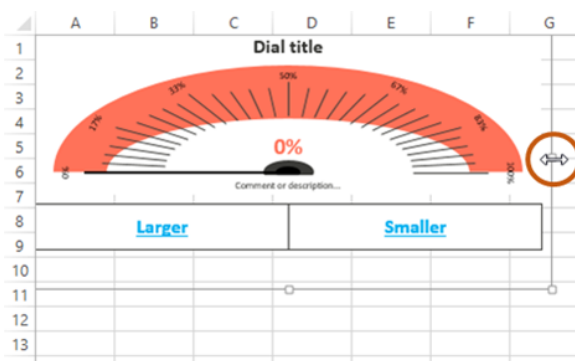 A B C D E F G
1 Dial title
2 50%
3 33% 67%
4 17% 83%
5 0%
6 0% 100%
Comment or description...
7
8 Larger Smaller
9
10
11
12
13